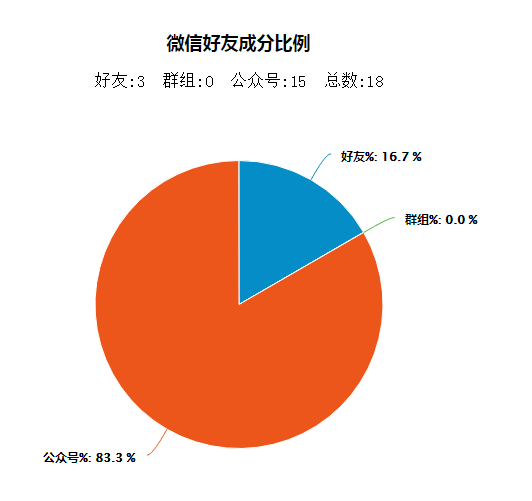 微信好友成分比例
好友:3 群组:0 公众号:15 总数:18
好友%: 16.7 %
群组%: 0.0 %
公众号%: 83.3 %